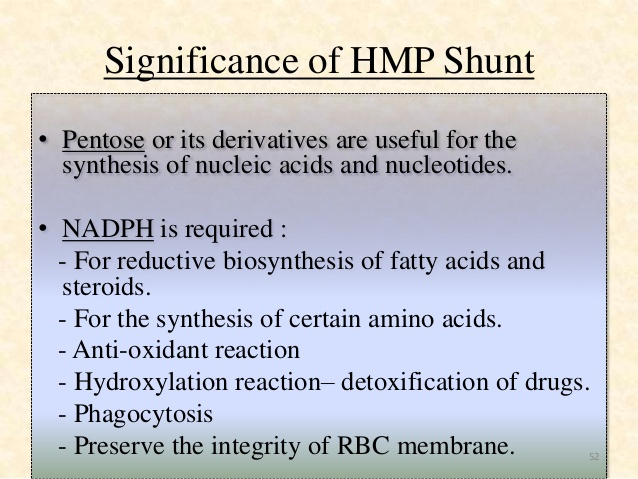 Significance of HMP Shunt
• Pentose or its derivatives are useful for the
synthesis of nucleic acids and nucleotides.
• NADPH is required :
- For reductive biosynthesis of fatty acids and
steroids.
- For the synthesis of certain amino acids.
- Anti-oxidant reaction
- Hydroxylation reaction– detoxification of drugs.
- Phagocytosis
- Preserve the integrity of RBC membrane.
52